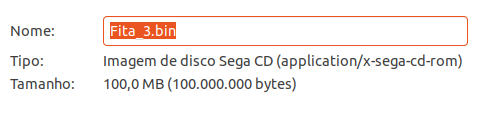 Nome: Fita_3.bin
Tipo: Imagem de disco Sega CD (application/x-sega-cd-rom)
Tamanho: 100,0 MB (100.000.000 bytes)